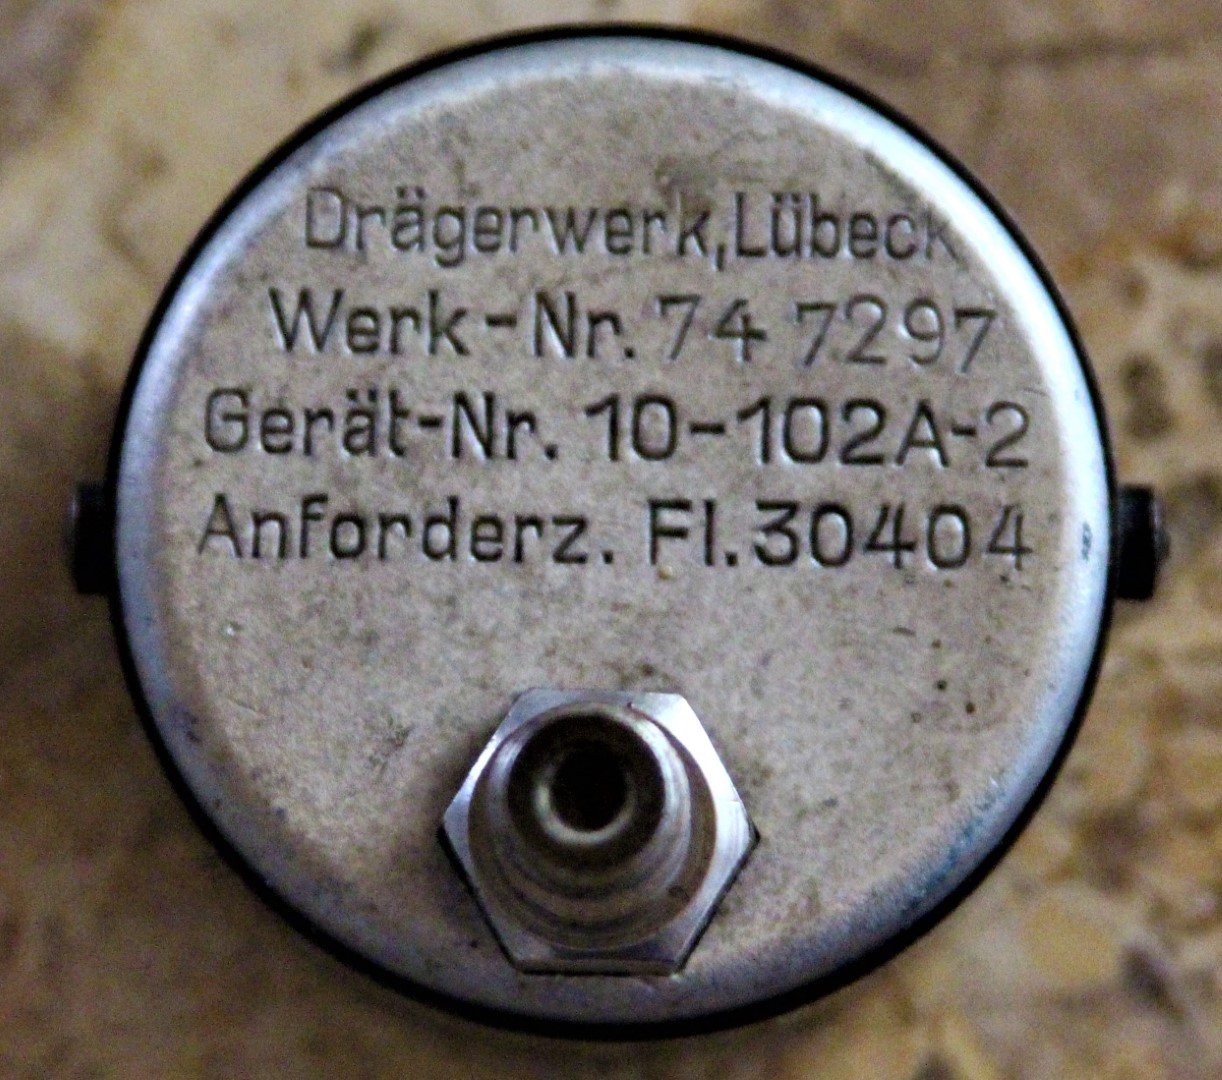 Drägerwerk, Lübeck
Werk-Nr. 74 7297
Gerät-Nr. 10-102A-2
Anforderz. Fl.30404